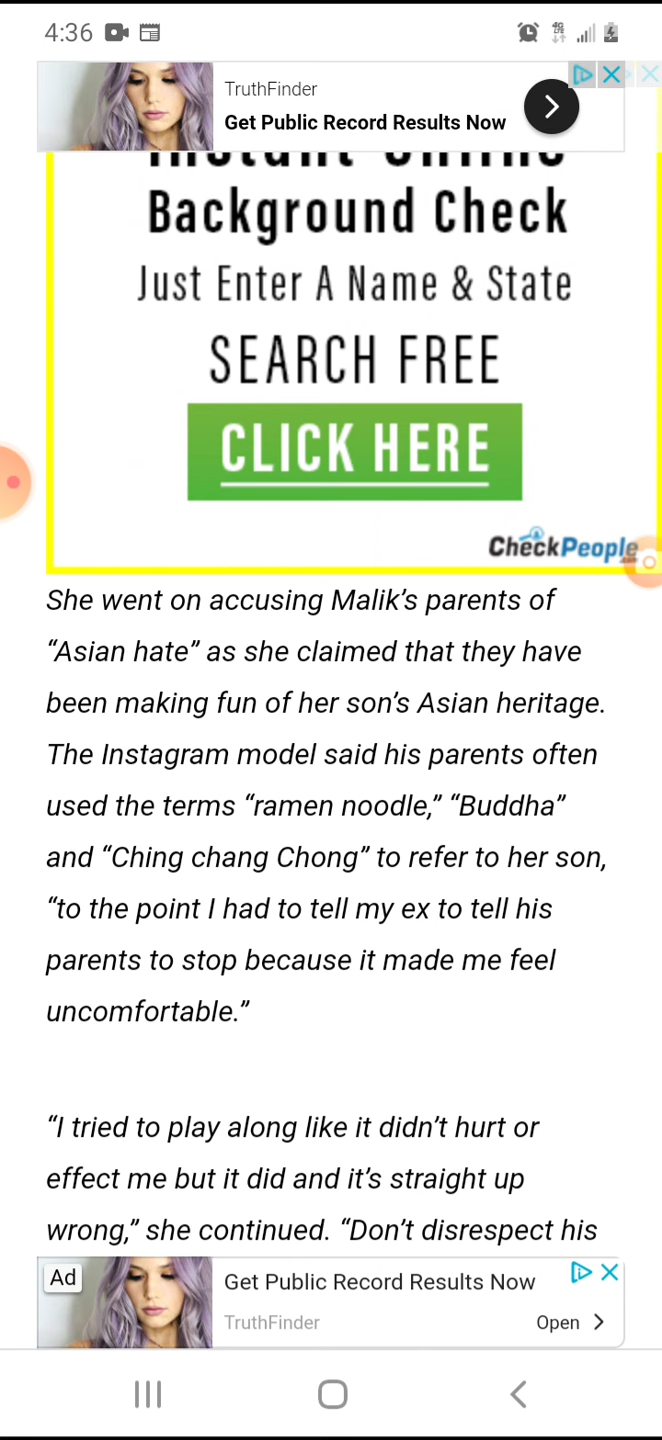 4:36
TruthFinder
Get Public Record Results Now
Instant Online
Background Check
Just Enter A Name & State
SEARCH FREE
CLICK HERE
CheckPeople
She went on accusing Malik’s parents of
“Asian hate” as she claimed that they have
been making fun of her son’s Asian heritage.
The Instagram model said his parents often
used the terms “ramen noodle,” “Buddha”
and “Ching chang Chong” to refer to her son,
“to the point I had to tell my ex to tell his
parents to stop because it made me feel
uncomfortable.”
“I tried to play along like it didn’t hurt or
effect me but it did and it’s straight up
wrong,” she continued. “Don’t disrespect his
Ad
Get Public Record Results Now
TruthFinder
Open